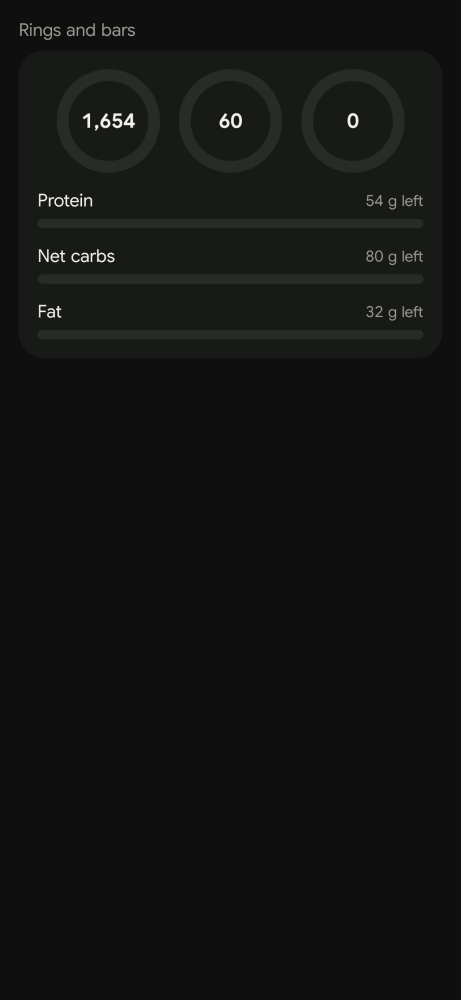 Rings and bars
1,654 60 0
Protein 54 g left
Net carbs 80 g left
Fat 32 g left